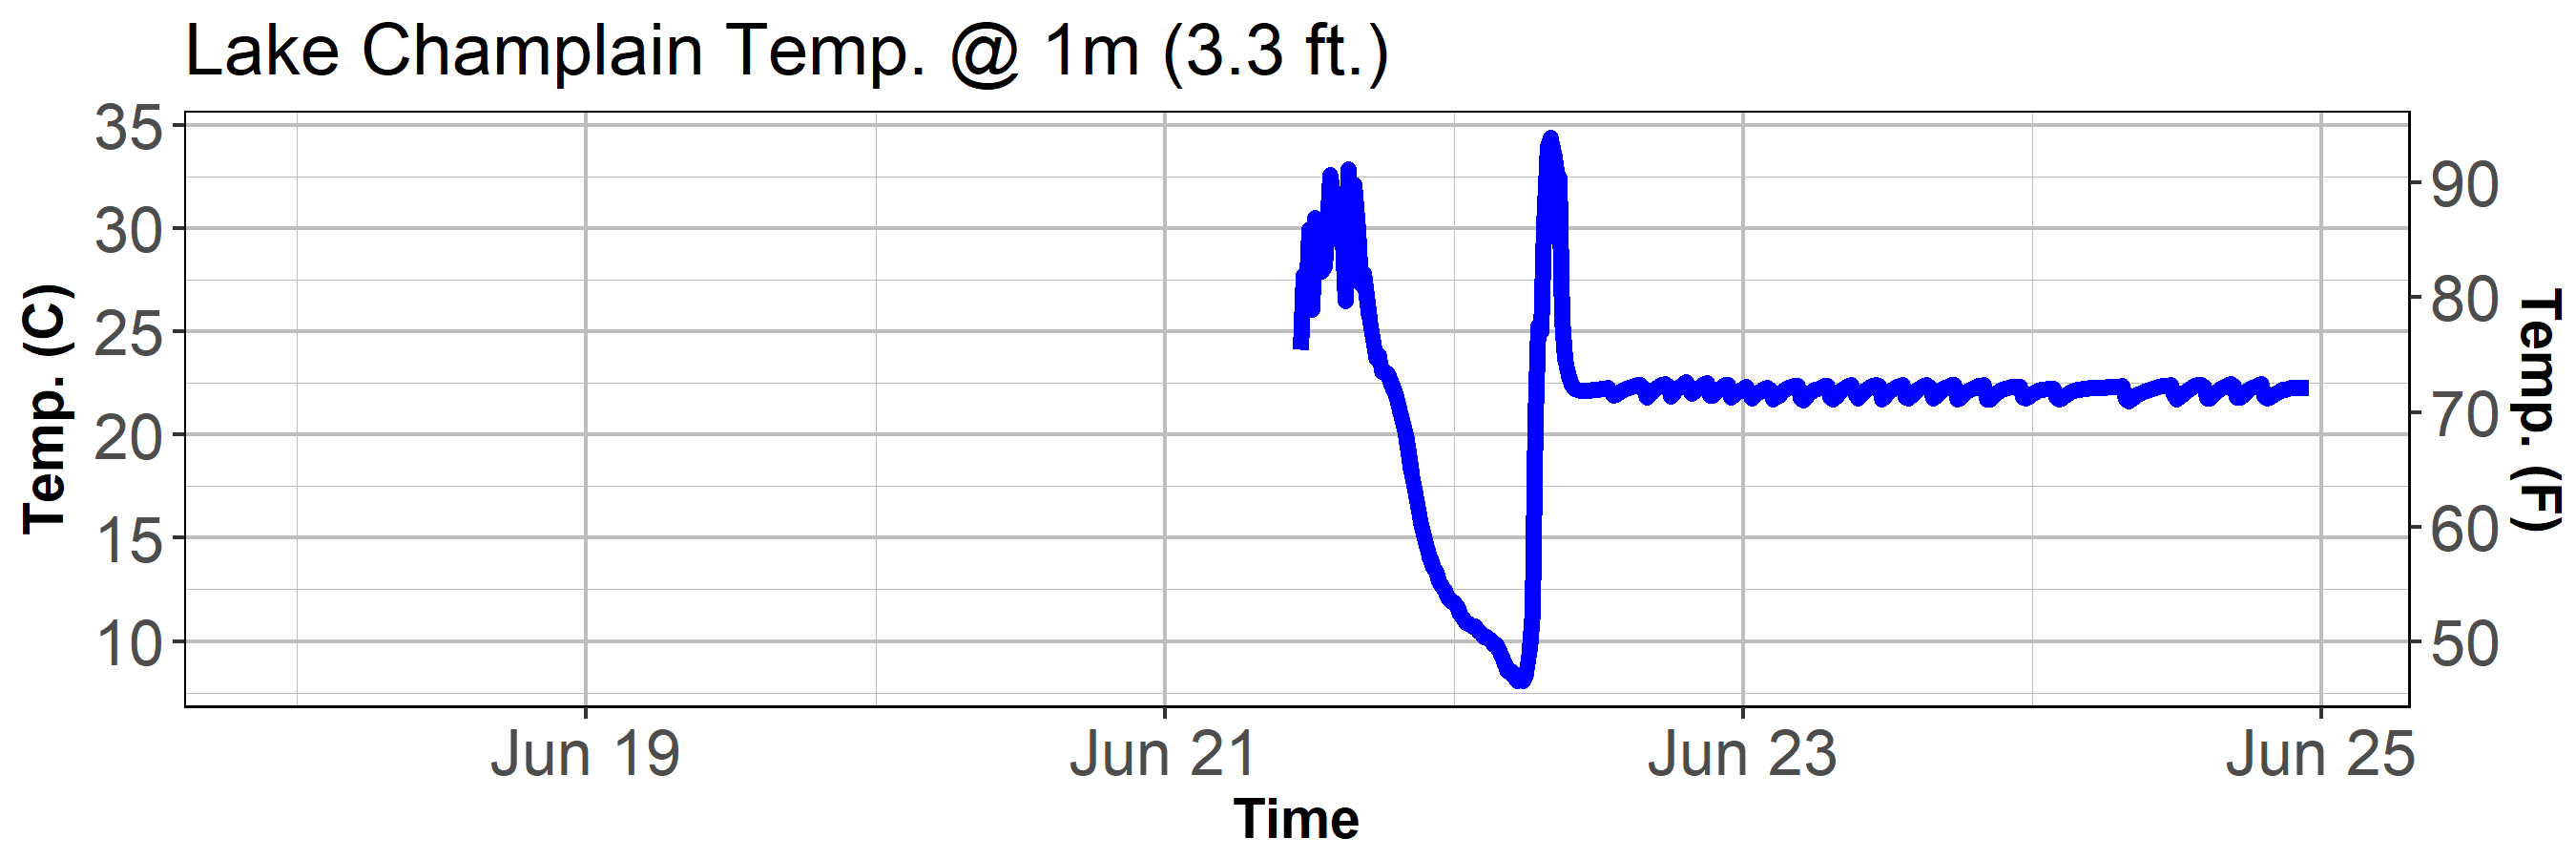 Lake Champlain Temp. @ 1m (3.3 ft.)
35
30
25
20
15
10
Temp. (C)
90
80
70
60
50
Temp. (F)
Jun 19
Jun 21
Jun 23
Jun 25
Time